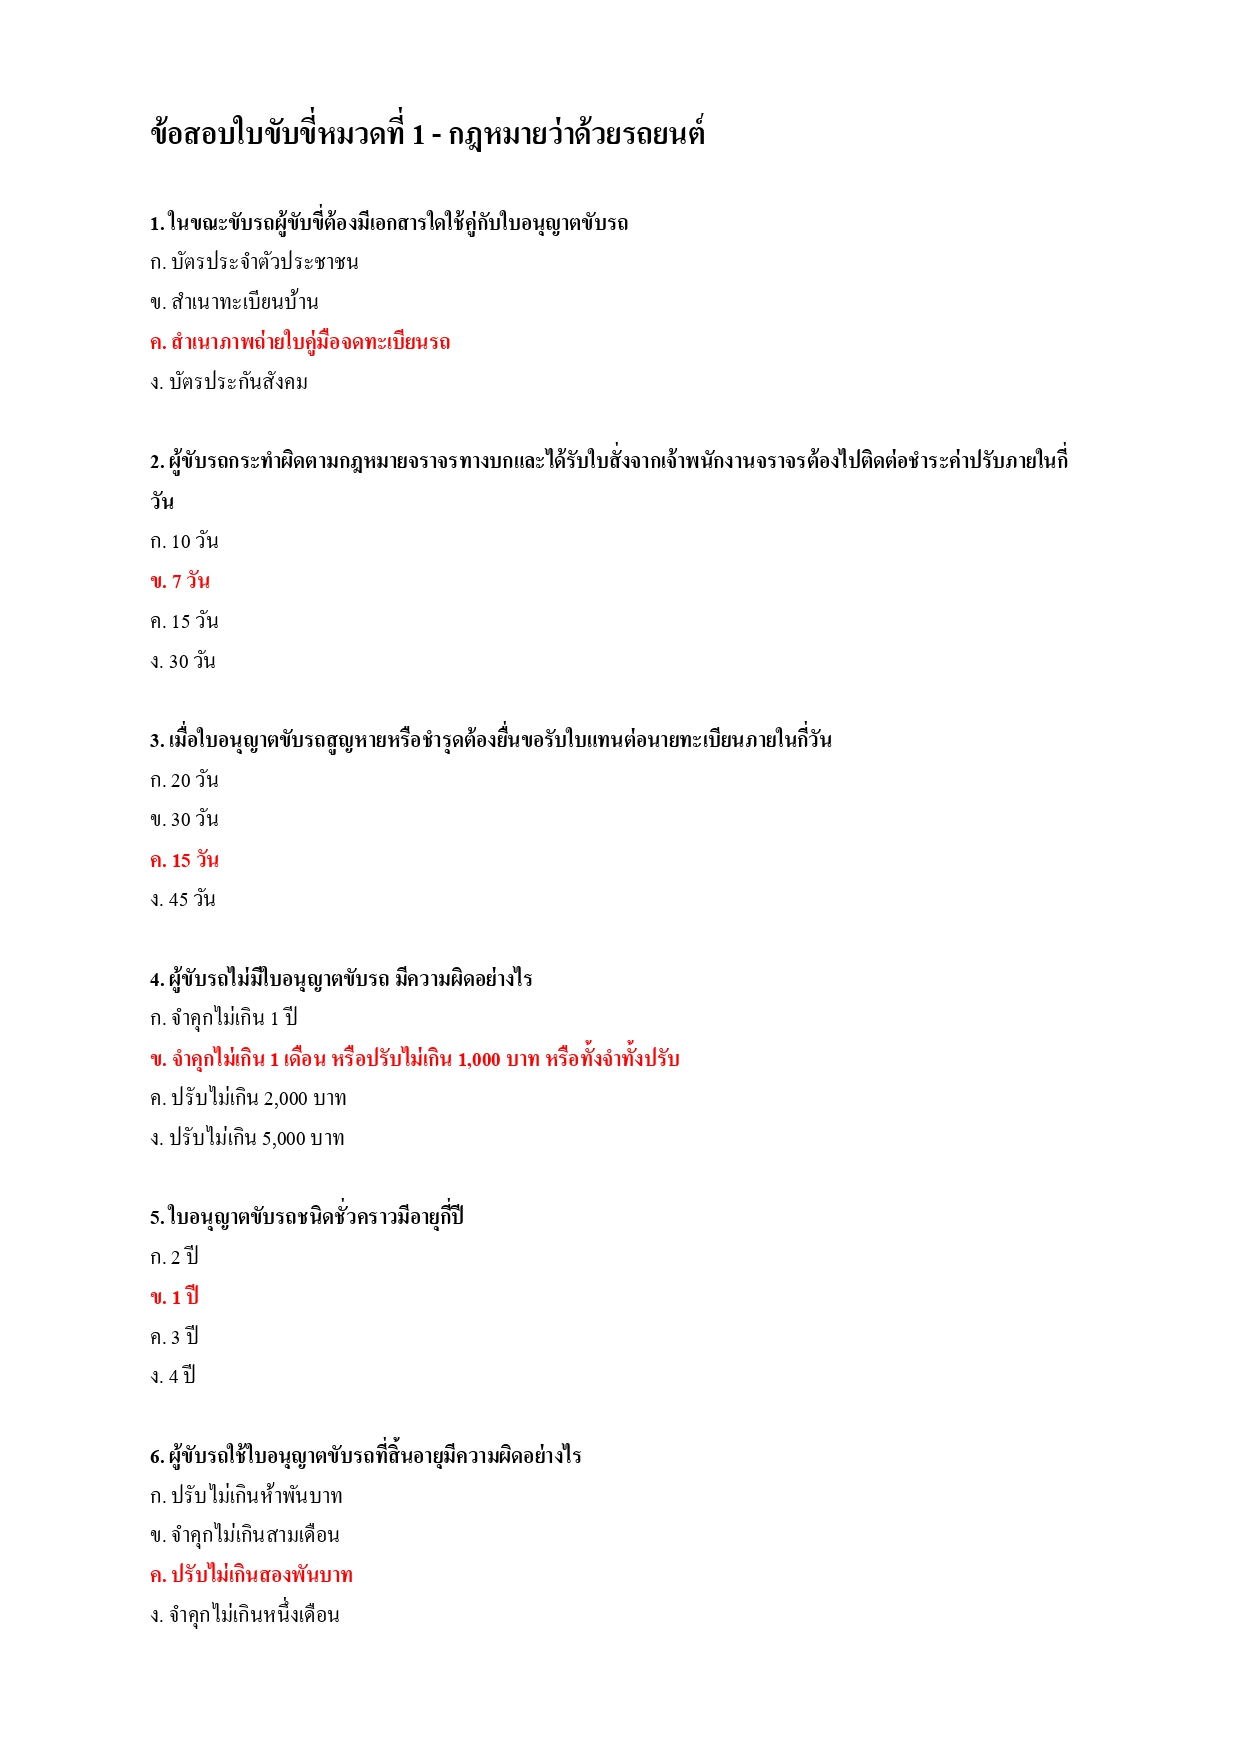 ข้อสอบใบขับขี่หมวดที่ 1 - กฎหมายว่าด้วยรถยนต์
1. ในขณะขับรถผู้ขับขี่ต้องมีเอกสารใดใช้คู่กับใบอนุญาตขับรถ
ก. บัตรประจำตัวประชาชน
ข. สำเนาทะเบียนบ้าน
ค. สำเนาภาพถ่ายใบคู่มือจดทะเบียนรถ
ง. บัตรประกันสังคม
2. ผู้ขับรถกระทำผิดตามกฎหมายจราจรทางบกและได้รับใบสั่งจากเจ้าพนักงานจราจรต้องไปติดต่อชำระค่าปรับภายในกี่
วัน
ก. 10 วัน
ข. 7 วัน
ค. 15 วัน
ง. 30 วัน
3. เมื่อใบอนุญาตขับรถสูญหายหรือชำรุดต้องยื่นขอรับใบแทนต่อนายทะเบียนภายในกี่วัน
ก. 20 วัน
ข. 30 วัน
ค. 15 วัน
ง. 45 วัน
4. ผู้ขับรถไม่มีใบอนุญาตขับรถ มีความผิดอย่างไร
ก. จำคุกไม่เกิน 1 ปี
ข. จำคุกไม่เกิน 1 เดือน หรือปรับไม่เกิน 1,000 บาท หรือทั้งจำทั้งปรับ
ค. ปรับไม่เกิน 2,000 บาท
ง. ปรับไม่เกิน 5,000 บาท
5. ใบอนุญาตขับรถชนิดชั่วคราวมีอายุกี่ปี
ก. 2 ปี
ข. 1 ปี
ค. 3 ปี
ง. 4 ปี
6. ผู้ขับรถใช้ใบอนุญาตขับรถที่สิ้นอายุมีความผิดอย่างไร
ก. ปรับไม่เกินห้าพันบาท
ข. จำคุกไม่เกินสามเดือน
ค. ปรับไม่เกินสองพันบาท
ง. จำคุกไม่เกินหนึ่งเดือน